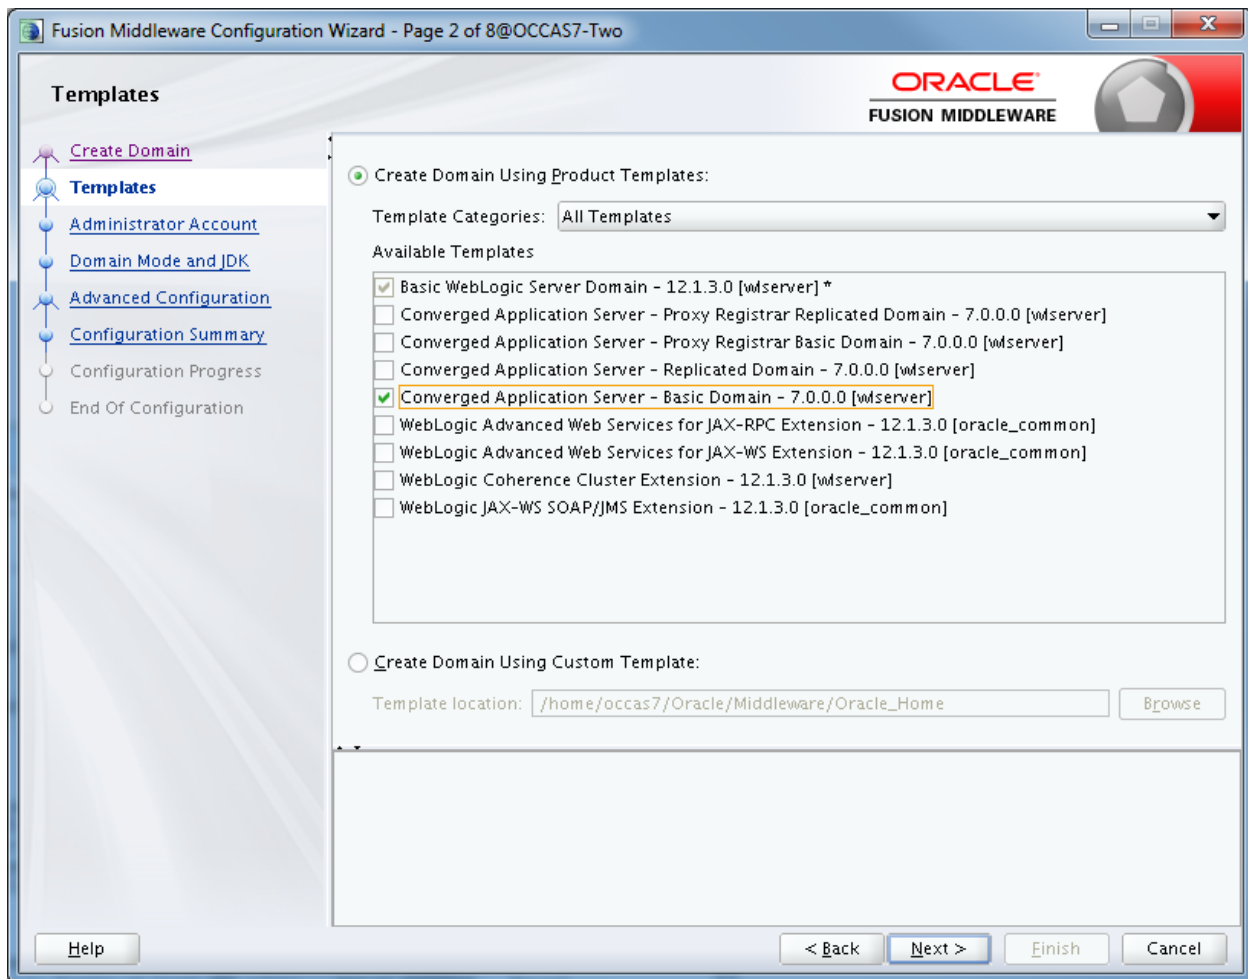 Fusion Middleware Configuration Wizard - Page 2 of 8@OCCAS7-Two
Templates
ORACLE
FUSION MIDDLEWARE
Create Domain
Templates
Administrator Account
Domain Mode and JDK
Advanced Configuration
Configuration Summary
Configuration Progress
End Of Configuration
Create Domain Using Product Templates:
Template Categories: All Templates
Available Templates
Basic WebLogic Server Domain - 12.1.3.0 [wlserver] *
Converged Application Server - Proxy Registrar Replicated Domain - 7.0.0.0 [wlserver]
Converged Application Server - Proxy Registrar Basic Domain - 7.0.0.0 [wlserver]
Converged Application Server - Replicated Domain - 7.0.0.0 [wlserver]
Converged Application Server - Basic Domain - 7.0.0.0 [wlserver]
WebLogic Advanced Web Services for JAX-RPC Extension - 12.1.3.0 [oracle_common]
WebLogic Advanced Web Services for JAX-WS Extension - 12.1.3.0 [oracle_common]
WebLogic Coherence Cluster Extension - 12.1.3.0 [wlserver]
WebLogic JAX-WS SOAP/JMS Extension - 12.1.3.0 [oracle_common]
Create Domain Using Custom Template:
Template location: /home/occas7/Oracle/Middleware/Oracle_Home Browse
Help < Back Next > Finish Cancel